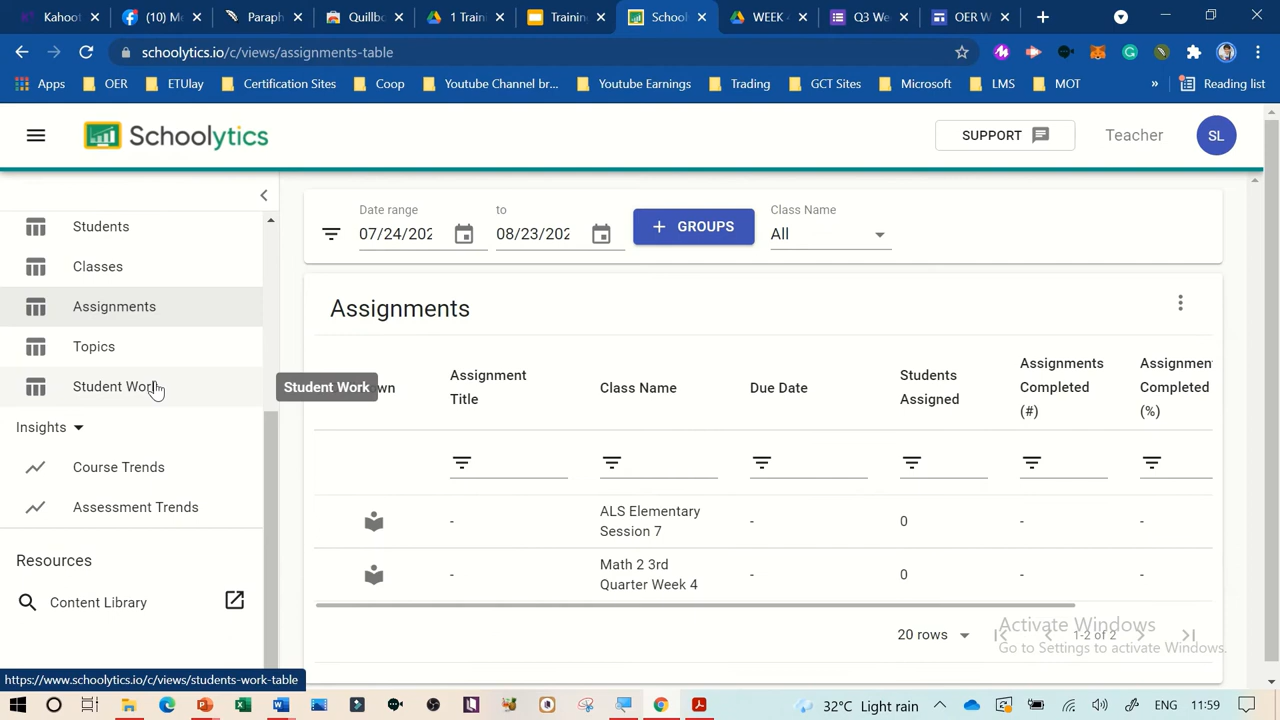 Kahoot
(10) Me
Paraph
Quillbo
1 Traini
Training
School
WEEK 4
Q3 We
OER W
schoolytics.io/c/views/assignments-table
Apps OER ETUlay Certification Sites Coop Youtube Channel br... Youtube Earnings Trading GCT Sites Microsoft LMS MOT » Reading list
Schoolytics SUPPORT Teacher SL
Date range to Class Name
07/24/202 08/23/202 + GROUPS All
Students
Classes
Assignments
Topics
Student Work
Insights
Course Trends
Assessment Trends
Resources
Content Library
Student Work
Assignments
Assignment Title
Class Name
Due Date
Students Assigned
Assignments Completed (#)
Completed (%)
- ALS Elementary Session 7 - 0 - -
- Math 2 3rd Quarter Week 4 - 0 - -
20 rows 1-2 of 2
Activate Windows
Go to Settings to activate Windows.
https://www.schoolytics.io/c/views/students-work-table
32°C Light rain ENG 11:59